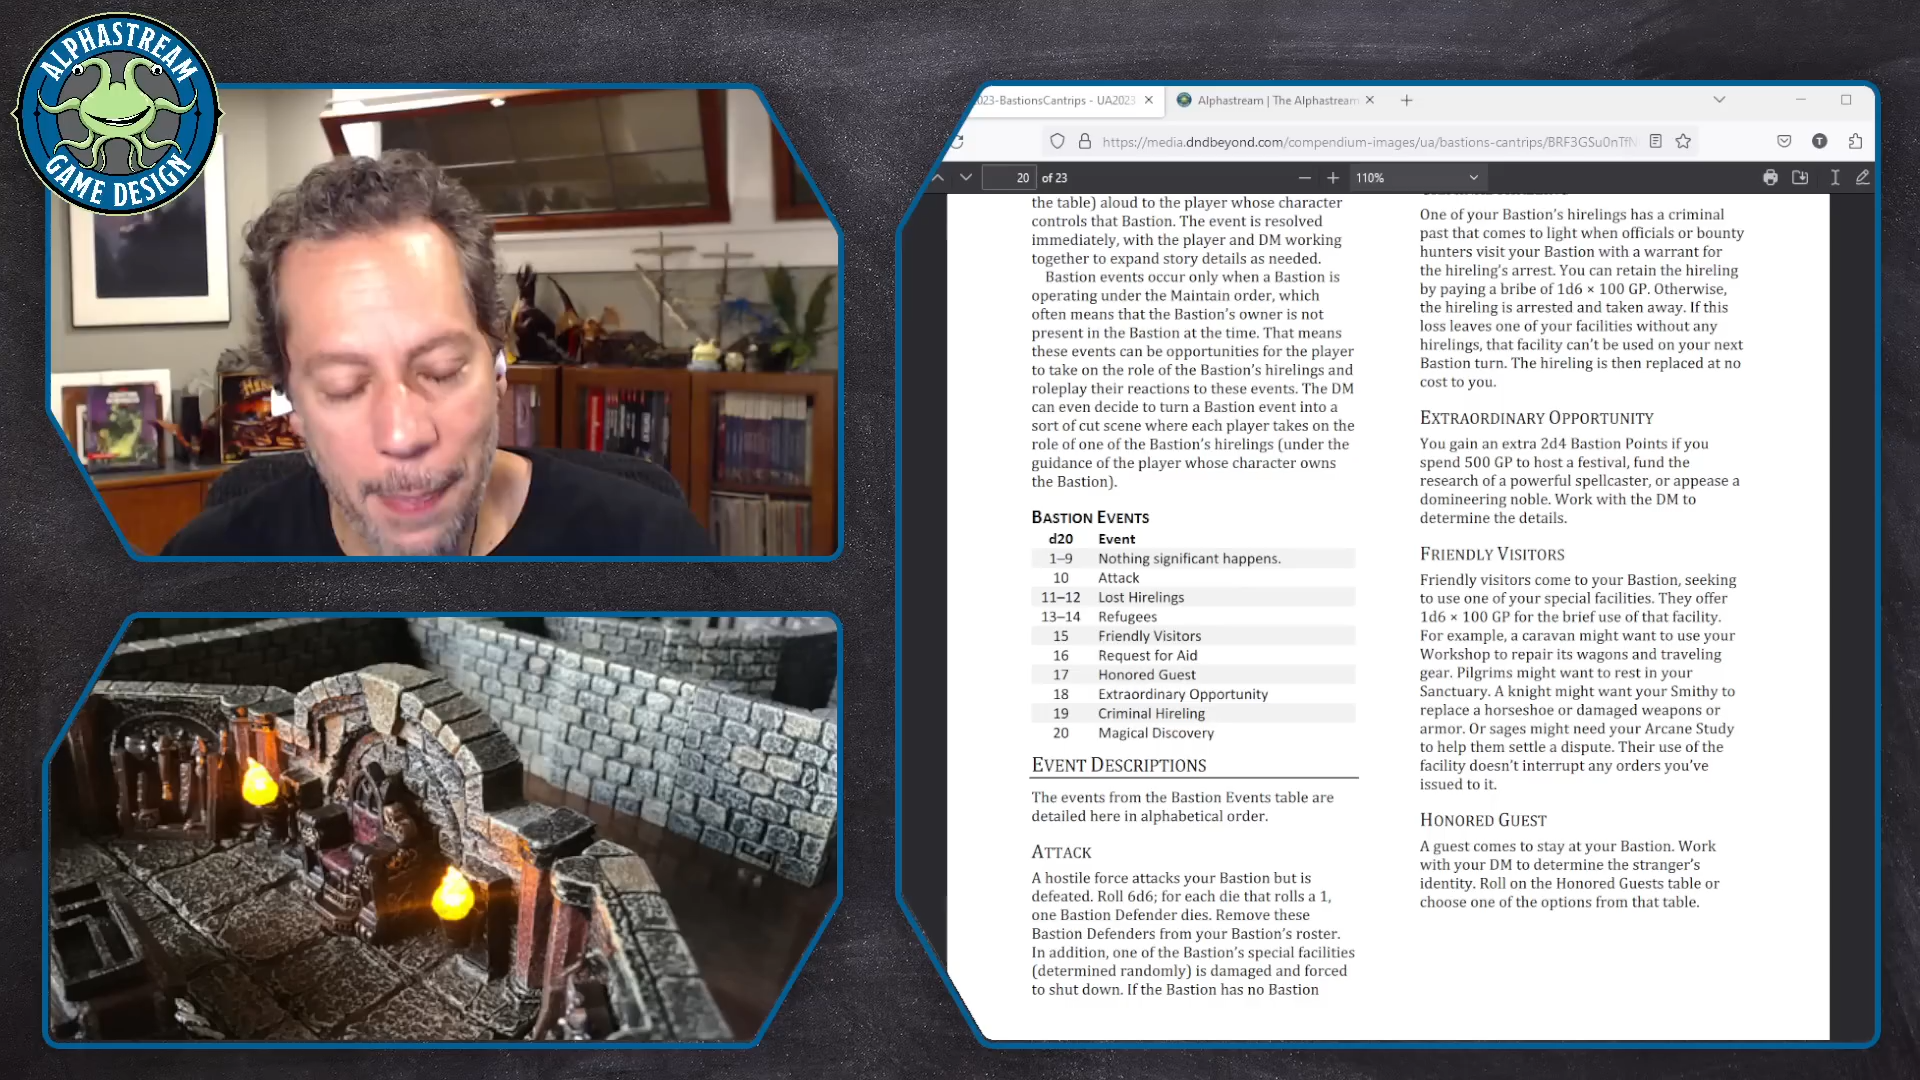 ALPHASTREAM
GAME DESIGN
023-BastionsCantrips - UA2023
Alphastream | The Alphastream
https://media.dndbeyond.com/compendium-images/ua/bastions-cantrips/BRF3GSu0nTfN
20 of 23
110%
the table) aloud to the player whose character
controls that Bastion. The event is resolved
immediately, with the player and DM working
together to expand story details as needed.
Bastion events occur only when a Bastion is
operating under the Maintain order, which
often means that the Bastion's owner is not
present in the Bastion at the time. That means
these events can be opportunities for the player
to take on the role of the Bastion's hirelings and
roleplay their reactions to these events. The DM
can even decide to turn a Bastion event into a
sort of cut scene where each player takes on the
role of one of the Bastion's hirelings (under the
guidance of the player whose character owns
the Bastion).
BASTION EVENTS
d20 Event
1–9 Nothing significant happens.
10 Attack
11–12 Lost Hirelings
13–14 Refugees
15 Friendly Visitors
16 Request for Aid
17 Honored Guest
18 Extraordinary Opportunity
19 Criminal Hireling
20 Magical Discovery
EVENT DESCRIPTIONS
The events from the Bastion Events table are
detailed here in alphabetical order.
ATTACK
A hostile force attacks your Bastion but is
defeated. Roll 6d6; for each die that rolls a 1,
one Bastion Defender dies. Remove these
Bastion Defenders from your Bastion's roster.
In addition, one of the Bastion's special facilities
(determined randomly) is damaged and forced
to shut down. If the Bastion has no Bastion
One of your Bastion's hirelings has a criminal
past that comes to light when officials or bounty
hunters visit your Bastion with a warrant for
the hireling's arrest. You can retain the hireling
by paying a bribe of 1d6 × 100 GP. Otherwise,
the hireling is arrested and taken away. If this
loss leaves one of your facilities without any
hirelings, that facility can't be used on your next
Bastion turn. The hireling is then replaced at no
cost to you.
EXTRAORDINARY OPPORTUNITY
You gain an extra 2d4 Bastion Points if you
spend 500 GP to host a festival, fund the
research of a powerful spellcaster, or appease a
domineering noble. Work with the DM to
determine the details.
FRIENDLY VISITORS
Friendly visitors come to your Bastion, seeking
to use one of your special facilities. They offer
1d6 × 100 GP for the brief use of that facility.
For example, a caravan might want to use your
Workshop to repair its wagons and traveling
gear. Pilgrims might want to rest in your
Sanctuary. A knight might want your Smithy to
replace a horseshoe or damaged weapons or
armor. Or sages might need your Arcane Study
to help them settle a dispute. Their use of the
facility doesn't interrupt any orders you've
issued to it.
HONORED GUEST
A guest comes to stay at your Bastion. Work
with your DM to determine the stranger's
identity. Roll on the Honored Guests table or
choose one of the options from that table.